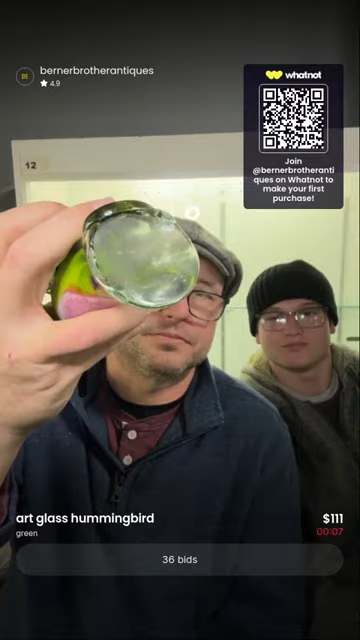 BE
bernerbrotherantiques
4.9
whatnot
Join
@bernerbrotheranti
ques on Whatnot to
make your first
purchase!
12
art glass hummingbird
$111
green
00:07
36 bids